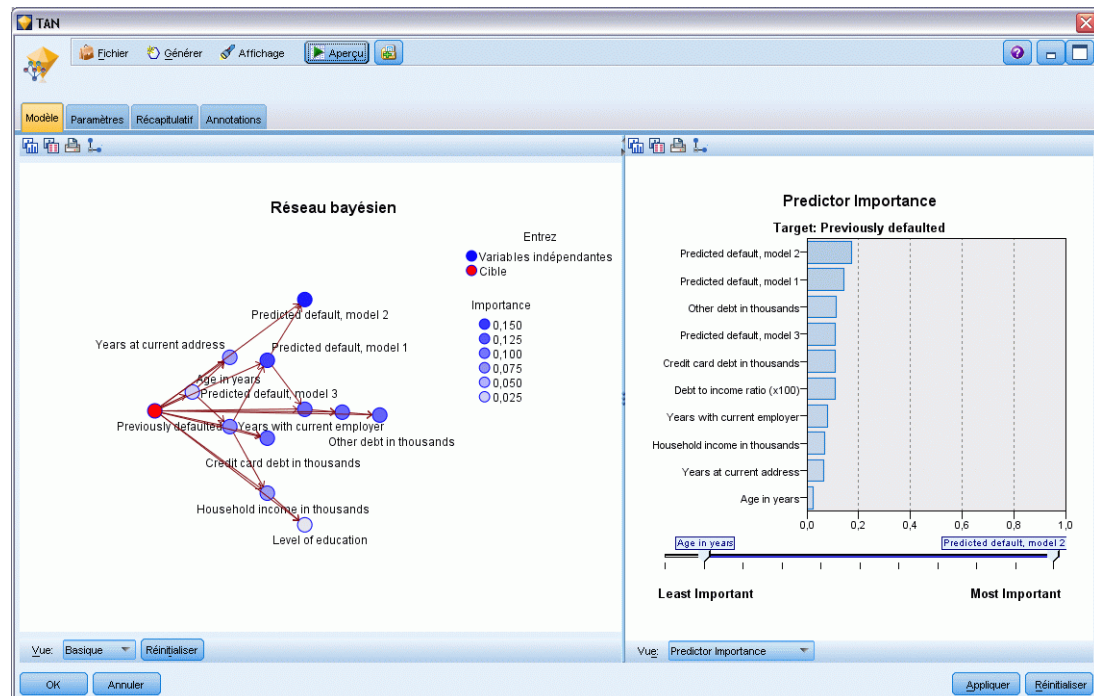 TAN
Fichier Générer Affichage Aperçu
Modèle Paramètres Récapitulatif Annotations
Réseau bayésien
Entrez
Variables indépendantes
Cible
Importance
0,150
0,125
0,100
0,075
0,050
0,025
Predicted default, model 2
Years at current address
Predicted default, model 1
Age in years
Predicted default, model 3
Previously defaulted
Years with current employer
Other debt in thousands
Credit card debt in thousands
Household income in thousands
Level of education
Vue: Basique Réinitialiser
Predictor Importance
Target: Previously defaulted
Predicted default, model 2
Predicted default, model 1
Other debt in thousands
Predicted default, model 3
Credit card debt in thousands
Debt to income ratio (x100)
Years with current employer
Household income in thousands
Years at current address
Age in years
0,0 0,2 0,4 0,6 0,8 1,0
Age in years Predicted default, model 2
Least Important Most Important
Vue: Predictor Importance
OK Annuler Appliquer Réinitialiser